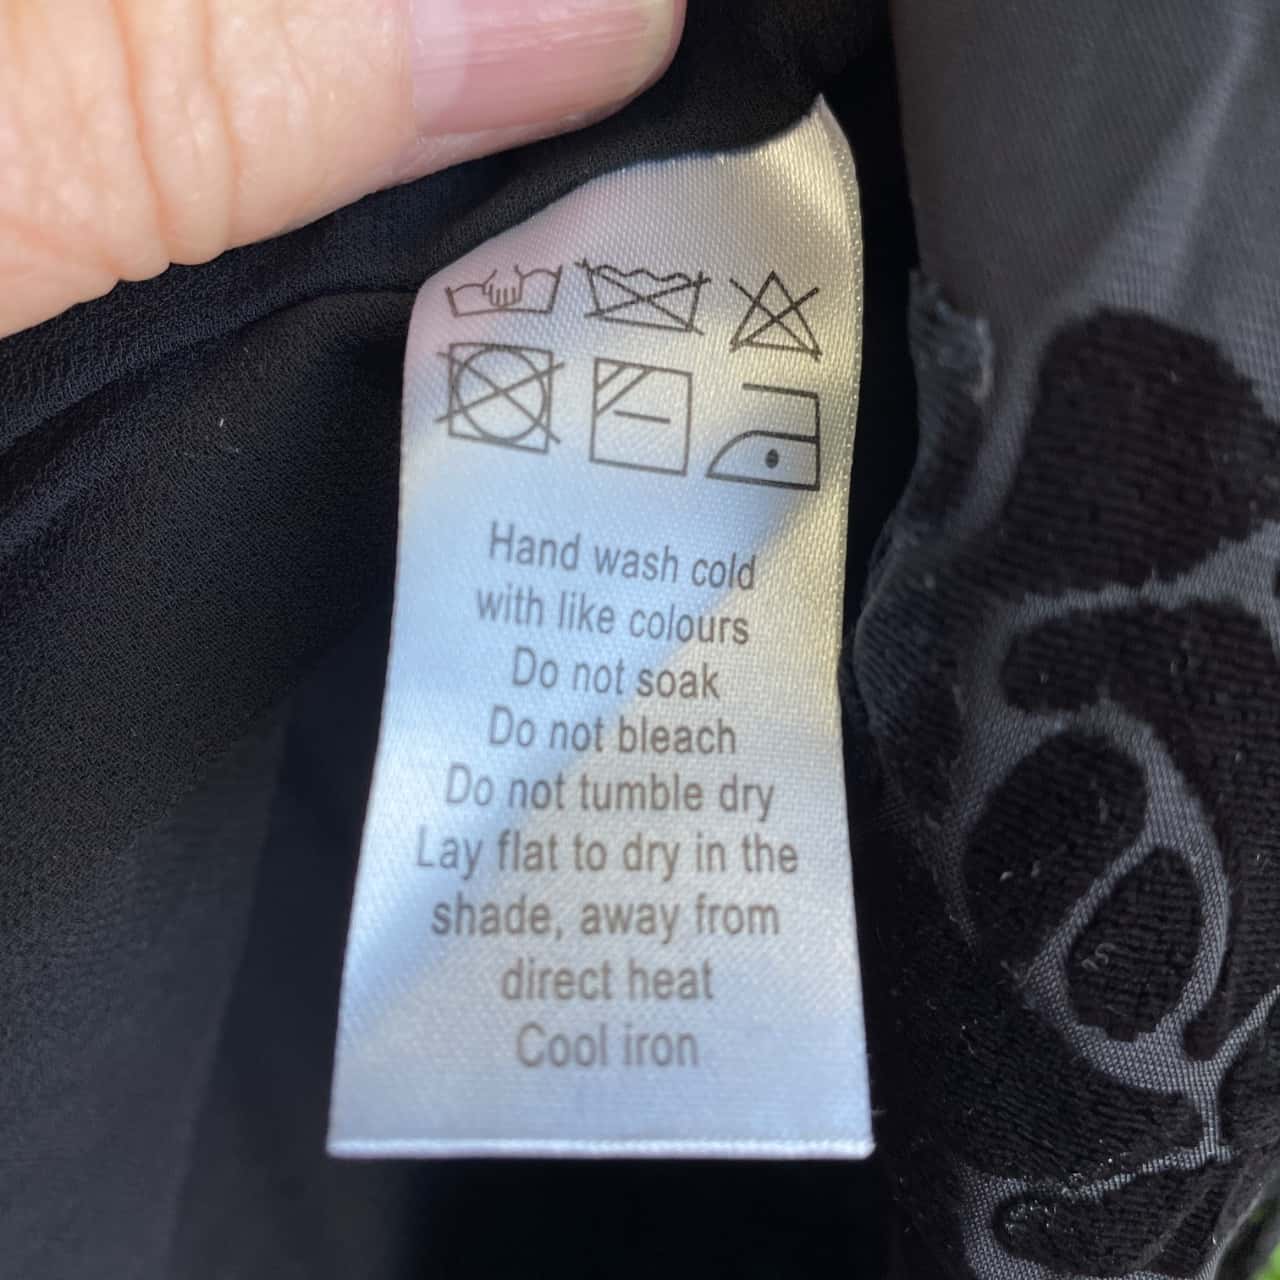 Hand wash cold
with like colours
Do not soak
Do not bleach
Do not tumble dry
Lay flat to dry in the
shade, away from
direct heat
Cool iron